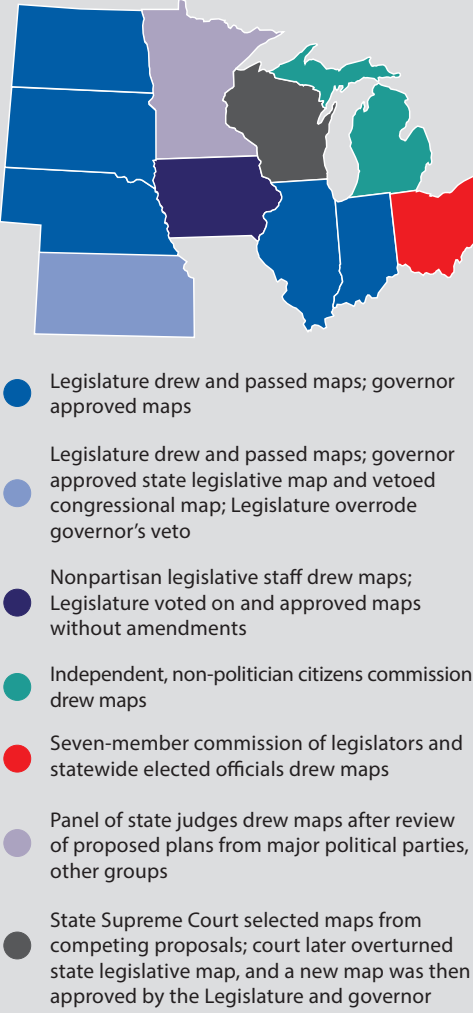 Legislature drew and passed maps; governor
approved maps
Legislature drew and passed maps; governor
approved state legislative map and vetoed
congressional map; Legislature overrode
governor’s veto
Nonpartisan legislative staff drew maps;
Legislature voted on and approved maps
without amendments
Independent, non-politician citizens commission
drew maps
Seven-member commission of legislators and
statewide elected officials drew maps
Panel of state judges drew maps after review
of proposed plans from major political parties,
other groups
State Supreme Court selected maps from
competing proposals; court later overturned
state legislative map, and a new map was then
approved by the Legislature and governor